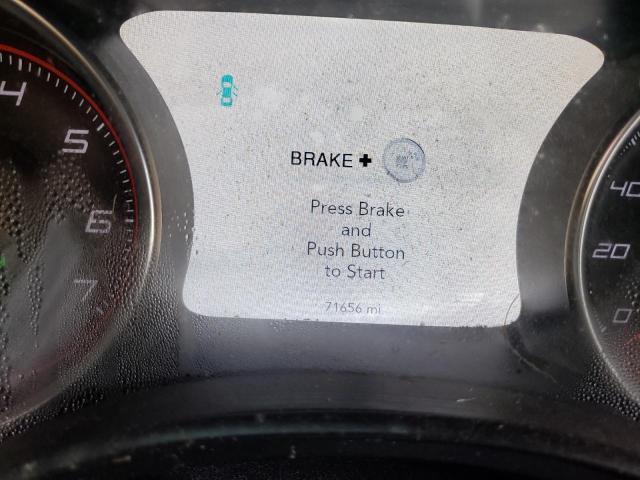 4
5
6
7
BRAKE +
Press Brake
and
Push Button
to Start
71656 mi
40
20
0